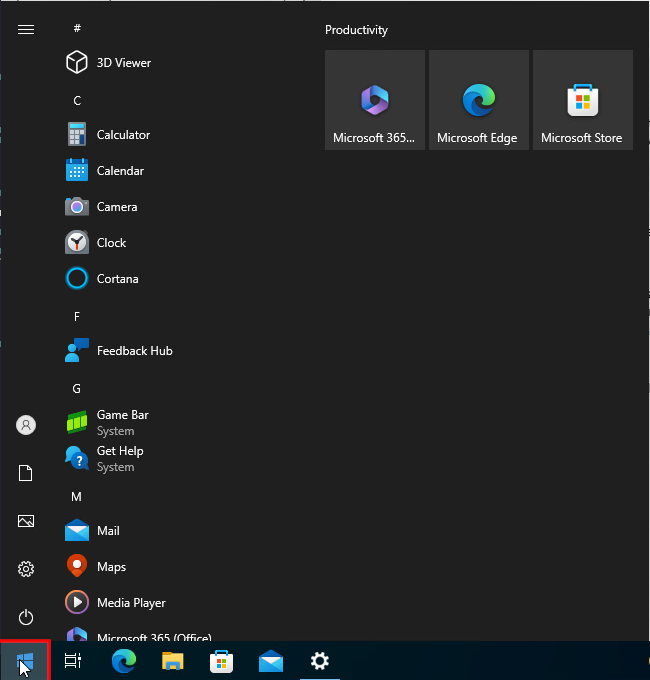 #
Productivity
3D Viewer
C
Calculator
Calendar
Camera
Clock
Cortana
F
Feedback Hub
G
Game Bar
System
Get Help
System
M
Mail
Maps
Media Player
Microsoft 365 (Office)
Microsoft 365...
Microsoft Edge
Microsoft Store